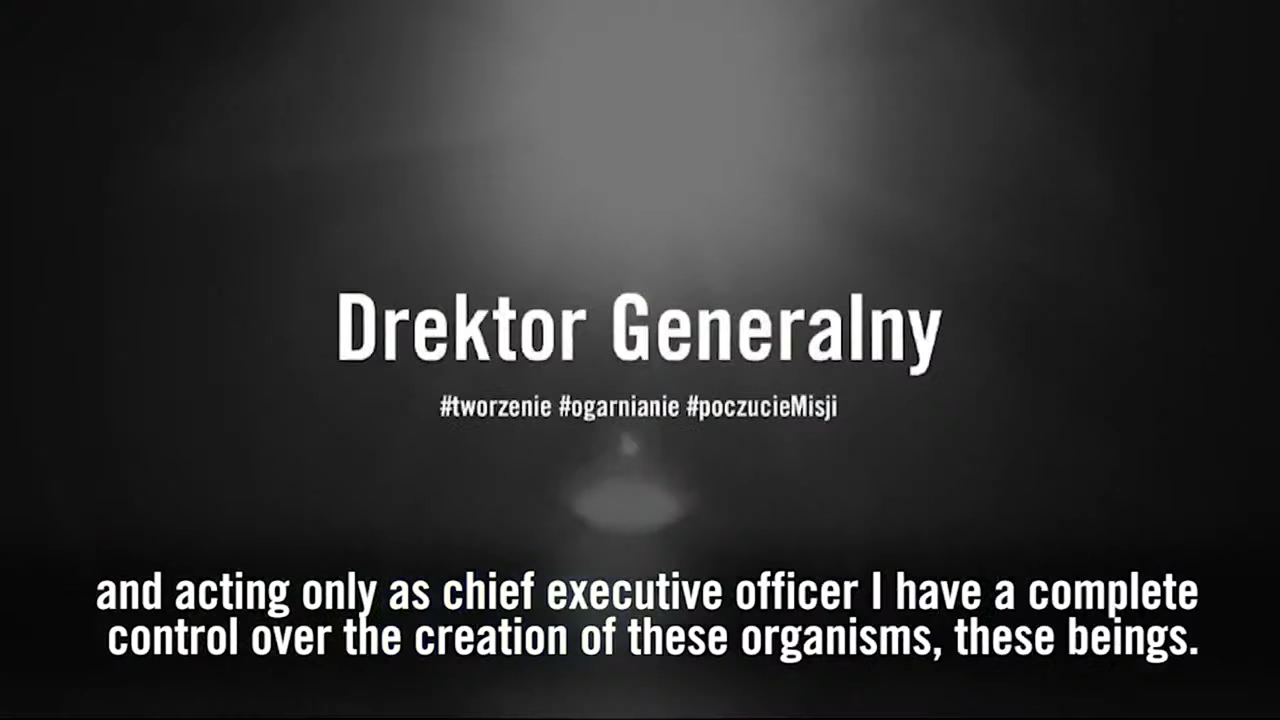 Drektor Generalny
#tworzenie #ogarnianie #poczucieMisji
and acting only as chief executive officer I have a complete
control over the creation of these organisms, these beings.